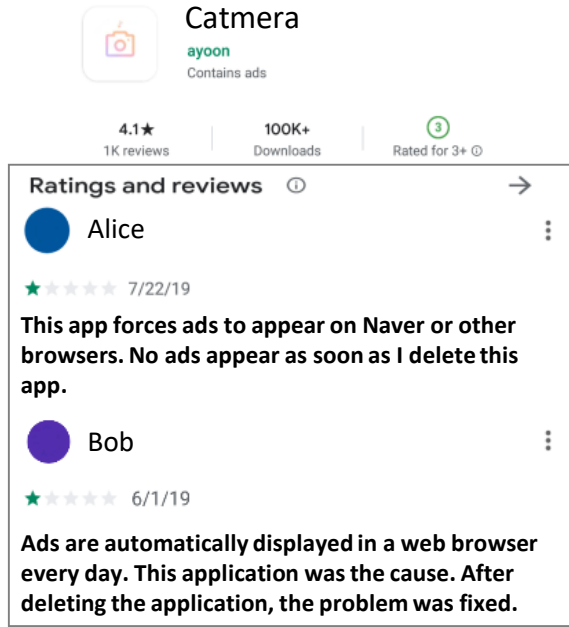 Catmera
ayoon
Contains ads
4.1★ 100K+ 3
1K reviews Downloads Rated for 3+
Ratings and reviews
Alice
7/22/19
This app forces ads to appear on Naver or other
browsers. No ads appear as soon as I delete this
app.
Bob
6/1/19
Ads are automatically displayed in a web browser
every day. This application was the cause. After
deleting the application, the problem was fixed.